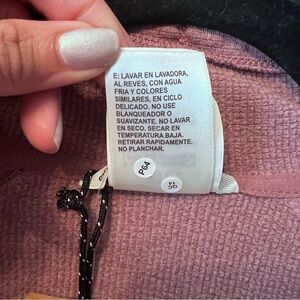 E: LAVAR EN LAVADORA,
AL REVES, CON AGUA
FRIA Y COLORES
SIMILARES, EN CICLO
DELICADO. NO USE
BLANQUEADOR O
SUAVIZANTE. NO LAVAR
EN SECO. SECAR EN
TEMPERATURA BAJA.
RETIRAR RAPIDAMENTE.
NO PLANCHAR.
P64